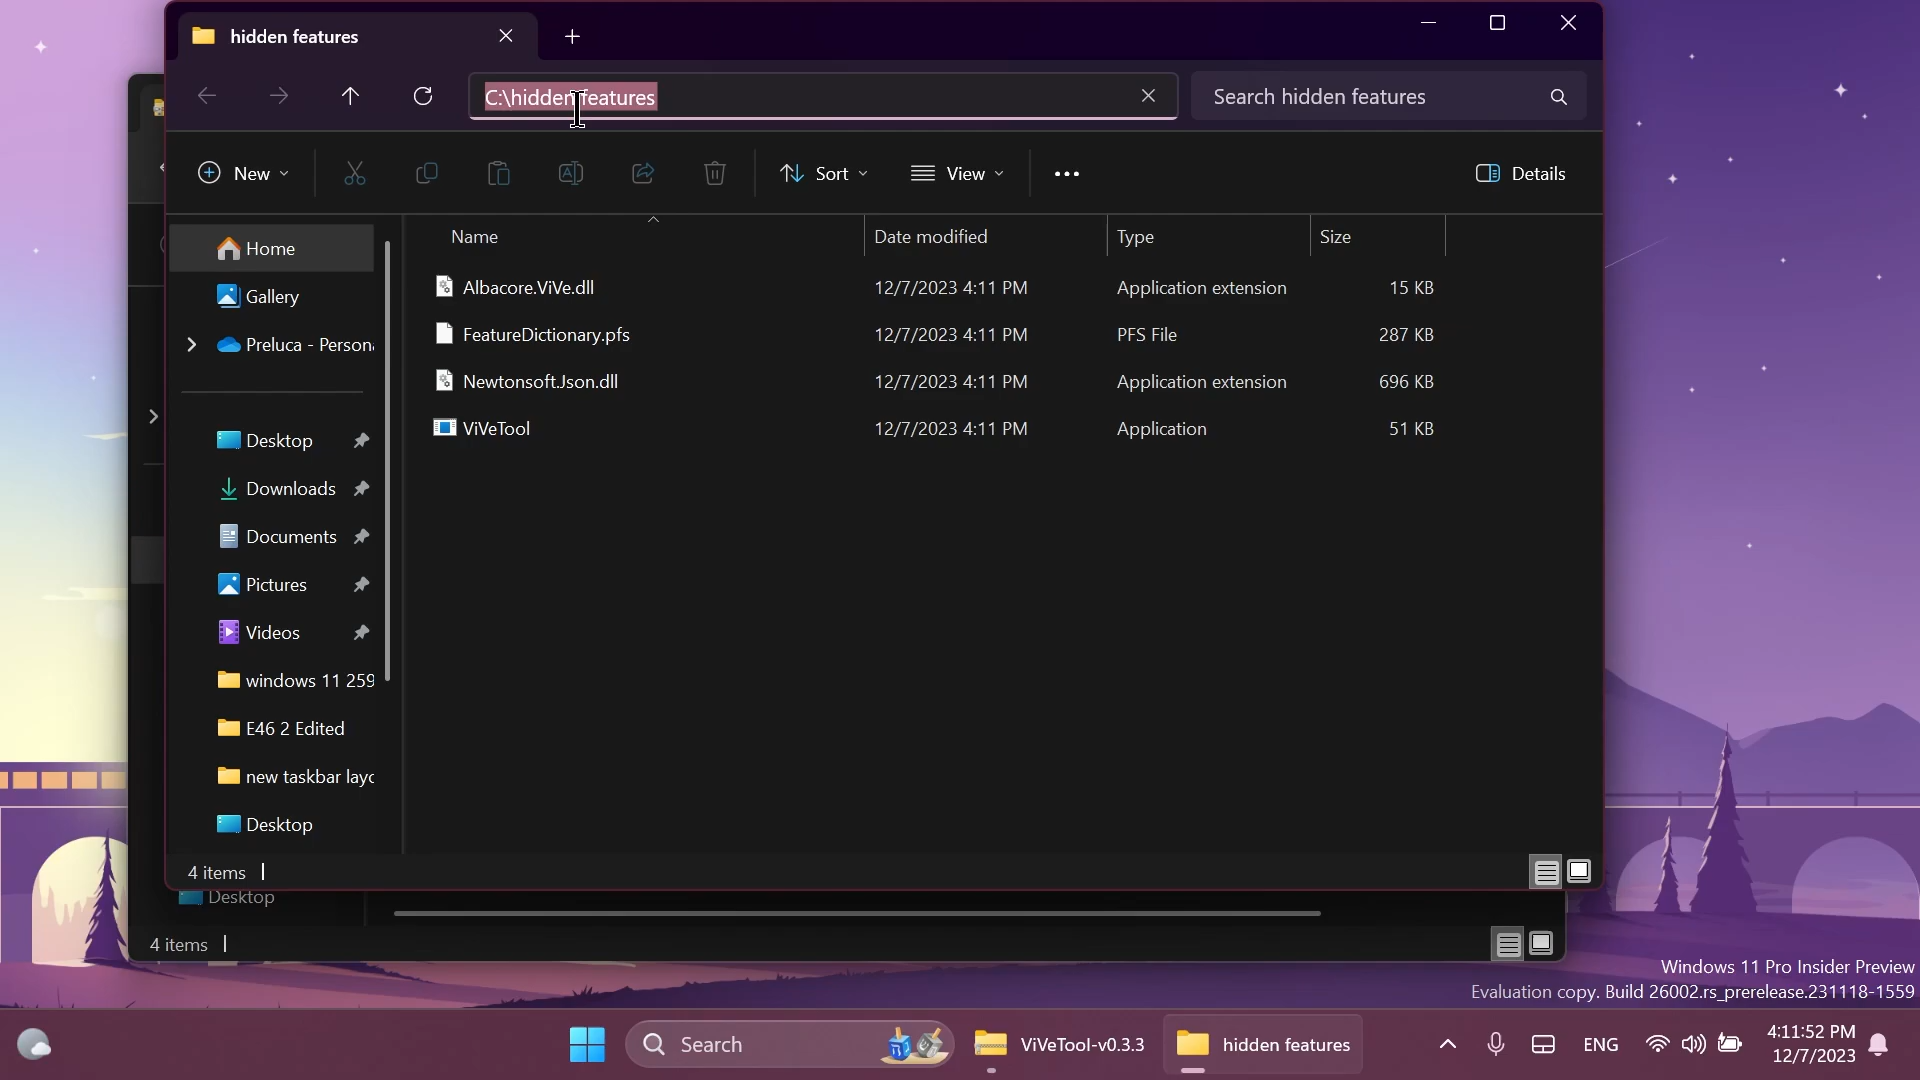 hidden features
C:\hidden features
Search hidden features
New
Sort
View
Details
Home
Gallery
Preluca - Persona
Desktop
Downloads
Documents
Pictures
Videos
windows 11 259
E46 2 Edited
new taskbar layo
Desktop
Name Date modified Type Size
Albacore.ViVe.dll 12/7/2023 4:11 PM Application extension 15 KB
FeatureDictionary.pfs 12/7/2023 4:11 PM PFS File 287 KB
Newtonsoft.Json.dll 12/7/2023 4:11 PM Application extension 696 KB
ViVeTool 12/7/2023 4:11 PM Application 51 KB
4 items
Desktop
4 items
Windows 11 Pro Insider Preview
Evaluation copy. Build 26002.rs_prerelease.231118-1559
Search
ViVeTool-v0.3.3
hidden features
ENG
4:11:52 PM
12/7/2023